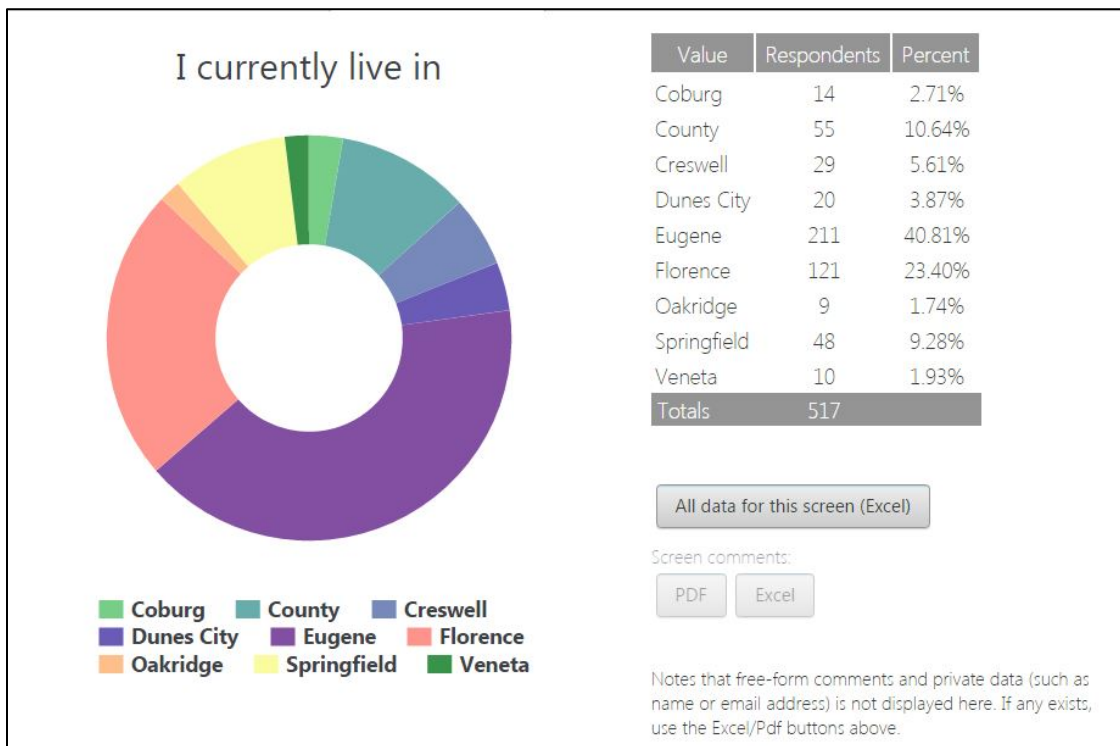 I currently live in
Coburg County Creswell
Dunes City Eugene Florence
Oakridge Springfield Veneta
Value Respondents Percent
Coburg 14 2.71%
County 55 10.64%
Creswell 29 5.61%
Dunes City 20 3.87%
Eugene 211 40.81%
Florence 121 23.40%
Oakridge 9 1.74%
Springfield 48 9.28%
Veneta 10 1.93%
Totals 517
All data for this screen (Excel)
Screen comments:
PDF Excel
Notes that free-form comments and private data (such as
name or email address) is not displayed here. If any exists,
use the Excel/Pdf buttons above.